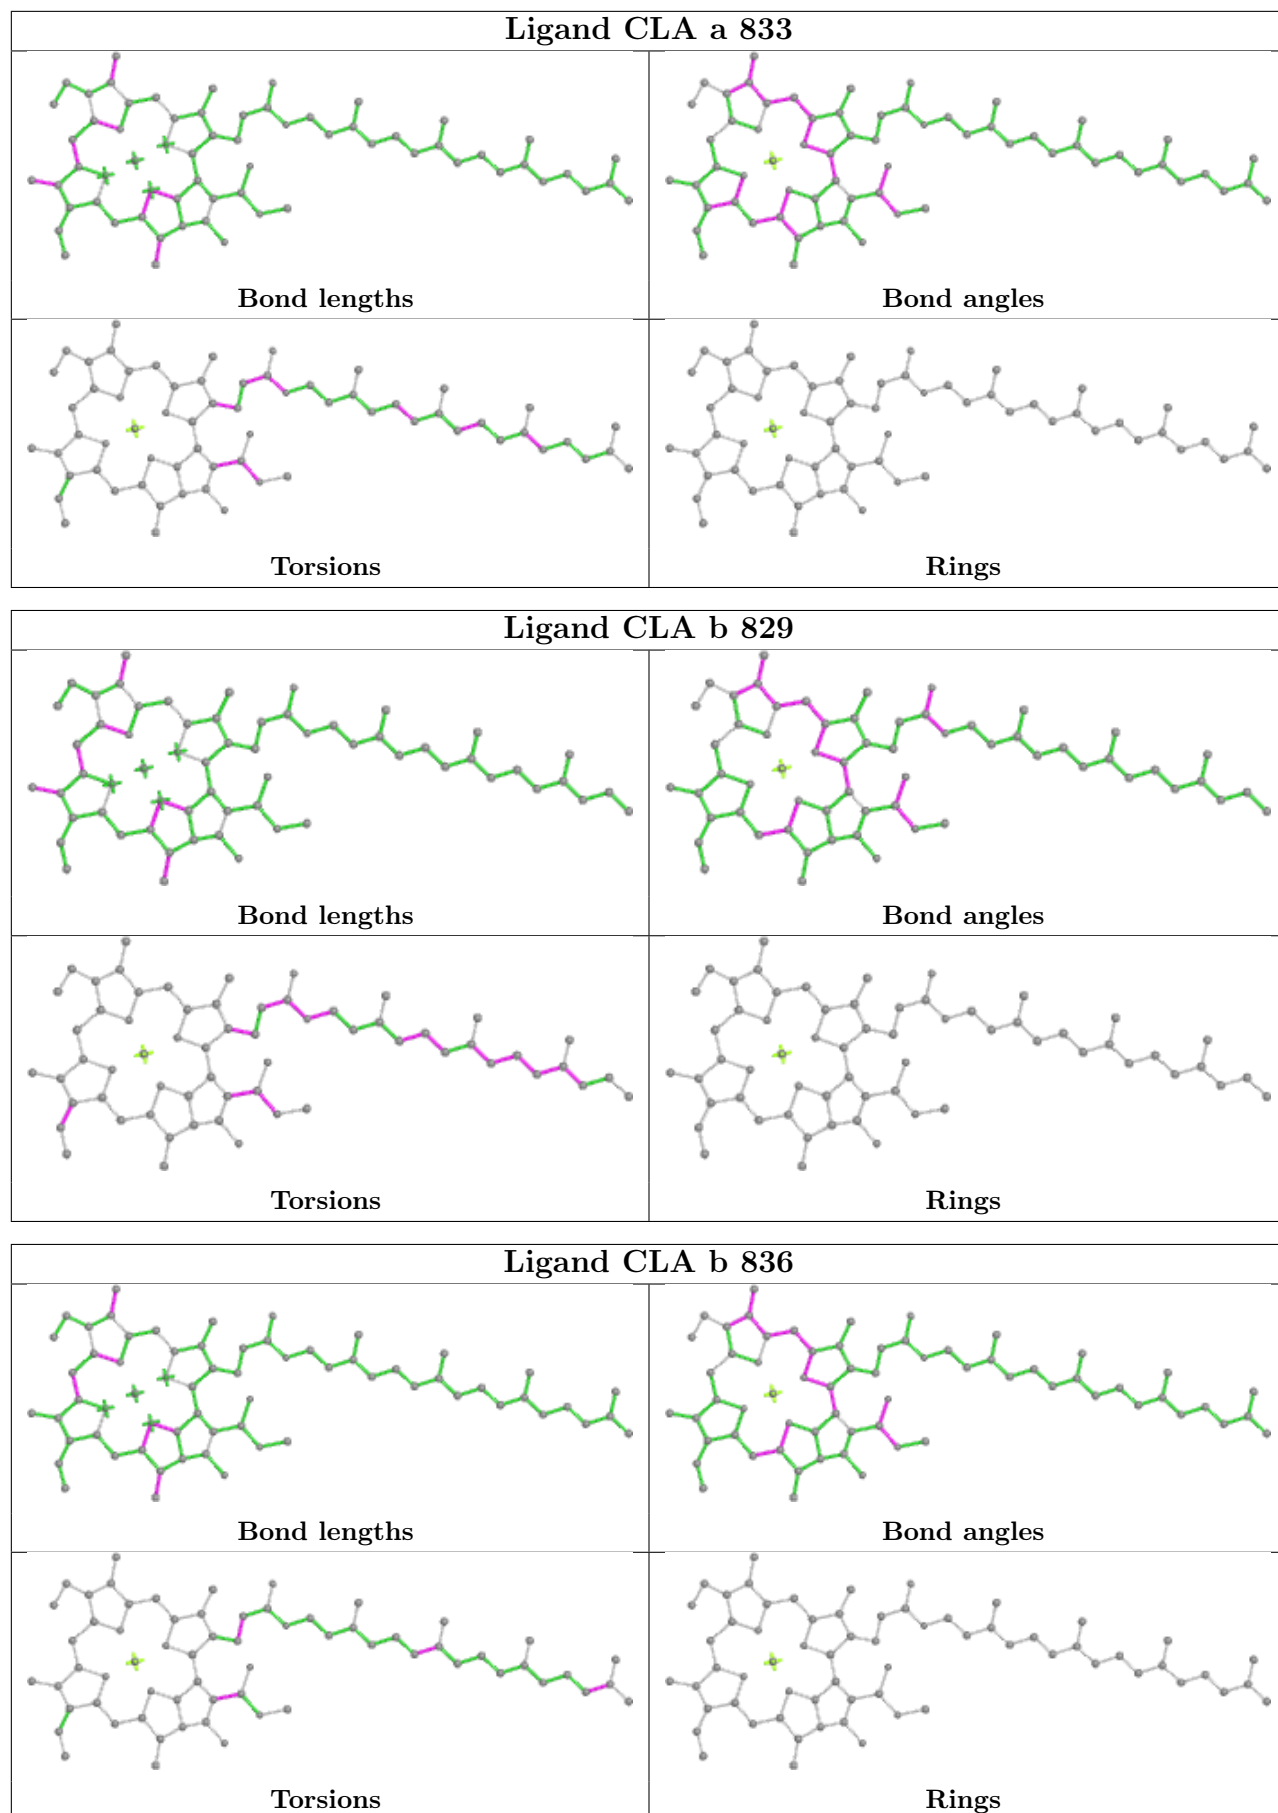 Ligand CLA a 833
Bond lengths
Bond angles
Torsions
Rings
Ligand CLA b 829
Bond lengths
Bond angles
Torsions
Rings
Ligand CLA b 836
Bond lengths
Bond angles
Torsions
Rings